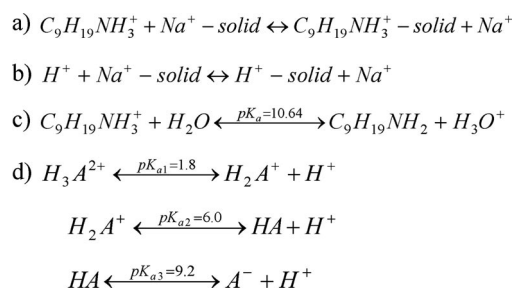 a) C₉H₁₉NH₃⁺ + Na⁺ – solid ↔ C₉H₁₉NH₃⁺ – solid + Na⁺
b) H⁺ + Na⁺ – solid ↔ H⁺ – solid + Na⁺
c) C₉H₁₉NH₃⁺ + H₂O ←pKₐ=10.64→ C₉H₁₉NH₂ + H₃O⁺
d) H₃A²⁺ ←pKₐ₁=1.8→ H₂A⁺ + H⁺
H₂A⁺ ←pKₐ₂=6.0→ HA + H⁺
HA ←pKₐ₃=9.2→ A⁻ + H⁺